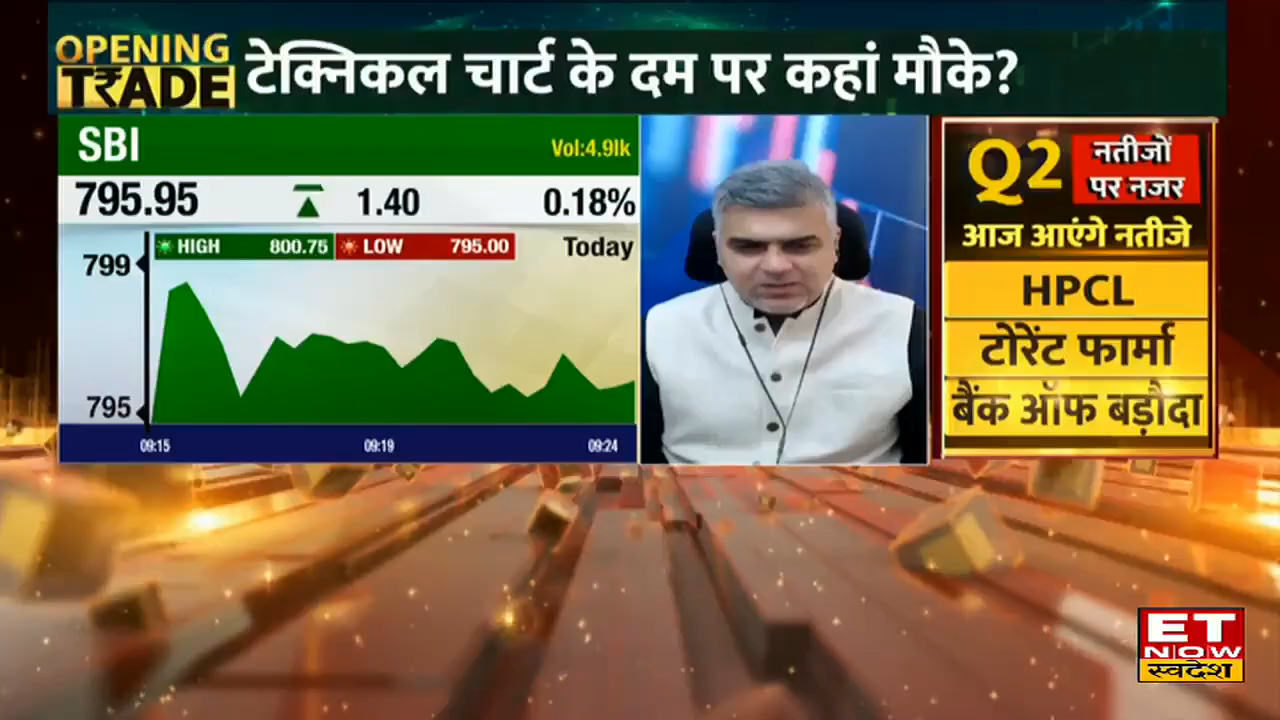 OPENING
TRADE
टेक्निकल चार्ट के दम पर कहां मौके?
SBI
Vol:4.9lk
795.95 1.40 0.18%
HIGH 800.75 LOW 795.00 Today
799
795
09:15 09:19 09:24
Q2 नतीजों
पर नजर
आज आएंगे नतीजे
HPCL
टोरेंट फार्मा
बैंक ऑफ बड़ौदा
ET
NOW
स्वदेश